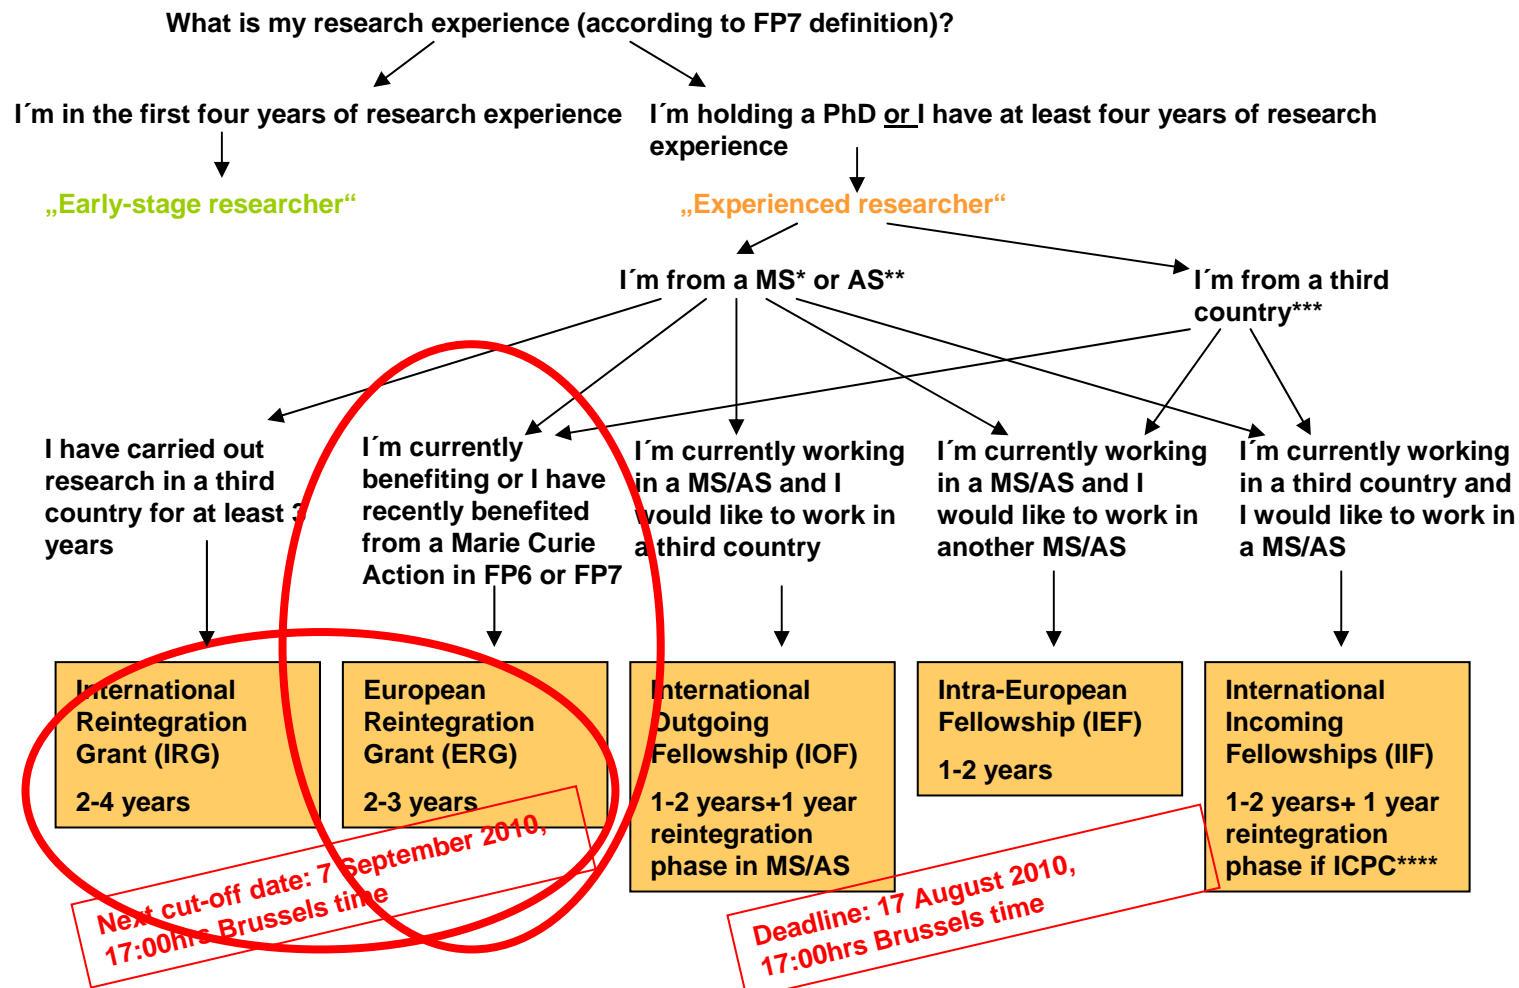 What is my research experience (according to FP7 definition)?
I´m in the first four years of research experience
I´m holding a PhD or I have at least four years of research
experience
„Early-stage researcher“
„Experienced researcher“
I´m from a MS* or AS**
I´m from a third
country***
I have carried out
research in a third
country for at least 3
years
I´m currently
benefiting or I have
recently benefited
from a Marie Curie
Action in FP6 or FP7
I´m currently working
in a MS/AS and I
would like to work in
a third country
I´m currently working
in a MS/AS and I
would like to work in
another MS/AS
I´m currently working
in a third country and
I would like to work in
a MS/AS
International
Reintegration
Grant (IRG)
2-4 years
European
Reintegration
Grant (ERG)
2-3 years
International
Outgoing
Fellowship (IOF)
1-2 years+1 year
reintegration
phase in MS/AS
Intra-European
Fellowship (IEF)
1-2 years
International
Incoming
Fellowships (IIF)
1-2 years+ 1 year
reintegration
phase if ICPC****
Next cut-off date: 7 September 2010,
17:00hrs Brussels time
Deadline: 17 August 2010,
17:00hrs Brussels time